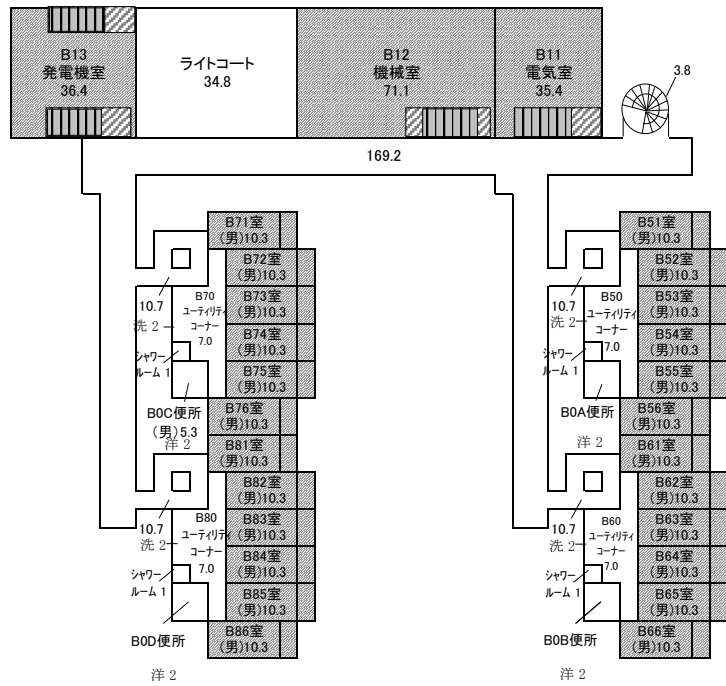 B13
発電機室
36.4
ライトコート
34.8
B12
機械室
71.1
B11
電気室
35.4
3.8
169.2
B71室
(男)10.3
B72室
(男)10.3
B73室
(男)10.3
B74室
(男)10.3
B75室
(男)10.3
B76室
(男)10.3
10.7
洗 2
B70
ユーティリティ
コーナー
7.0
シャワー
ルーム 1
B0C便所
(男)5.3
洋 2
B81室
(男)10.3
B82室
(男)10.3
B83室
(男)10.3
B84室
(男)10.3
B85室
(男)10.3
B86室
(男)10.3
10.7
洗 2
B80
ユーティリティ
コーナー
7.0
シャワー
ルーム 1
B0D便所
洋 2
B51室
(男)10.3
B52室
(男)10.3
B53室
(男)10.3
B54室
(男)10.3
B55室
(男)10.3
B56室
(男)10.3
10.7
洗 2
B50
ユーティリティ
コーナー
7.0
シャワー
ルーム 1
B0A便所
洋 2
B61室
(男)10.3
B62室
(男)10.3
B63室
(男)10.3
B64室
(男)10.3
B65室
(男)10.3
B66室
(男)10.3
10.7
洗 2
B60
ユーティリティ
コーナー
7.0
シャワー
ルーム 1
B0B便所
洋 2